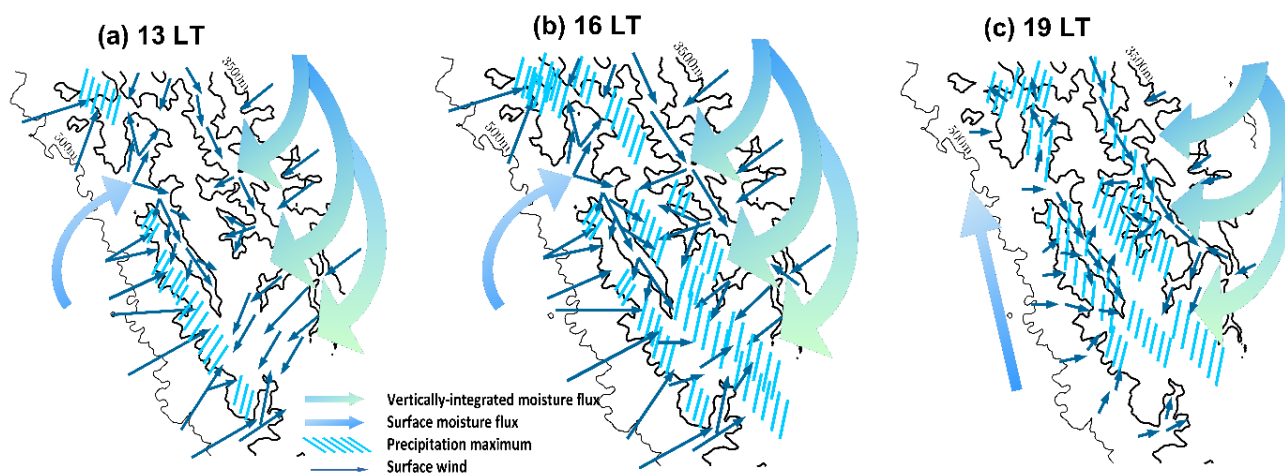 (a) 13 LT
(b) 16 LT
(c) 19 LT
3500m
3500m
3500m
500m
500m
500m
Vertically-integrated moisture flux
Surface moisture flux
Precipitation maximum
Surface wind